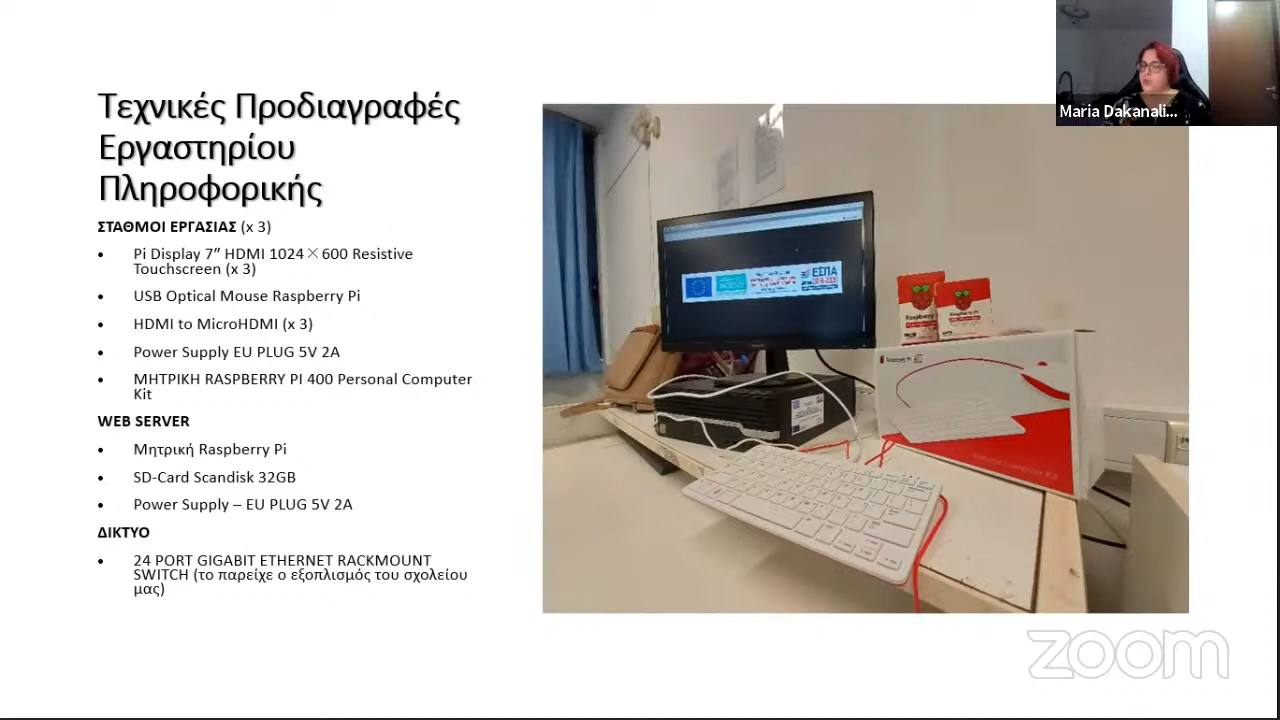 Τεχνικές Προδιαγραφές
Εργαστηρίου
Πληροφορικής
ΣΤΑΘΜΟΙ ΕΡΓΑΣΙΑΣ (x 3)
• Pi Display 7” HDMI 1024×600 Resistive
Touchscreen (x 3)
• USB Optical Mouse Raspberry Pi
• HDMI to MicroHDMI (x 3)
• Power Supply EU PLUG 5V 2A
• ΜΗΤΡΙΚΗ RASPBERRY PI 400 Personal Computer
Kit
WEB SERVER
• Μητρική Raspberry Pi
• SD-Card Scandisk 32GB
• Power Supply – EU PLUG 5V 2A
ΔΙΚΤΥΟ
• 24 PORT GIGABIT ETHERNET RACKMOUNT
SWITCH (το παρείχε ο εξοπλισμός του σχολείου
μας)
Maria Dakanali...
ΕΣΠΑ
Raspberry
Raspberry Pi
Raspberry Pi
zoom